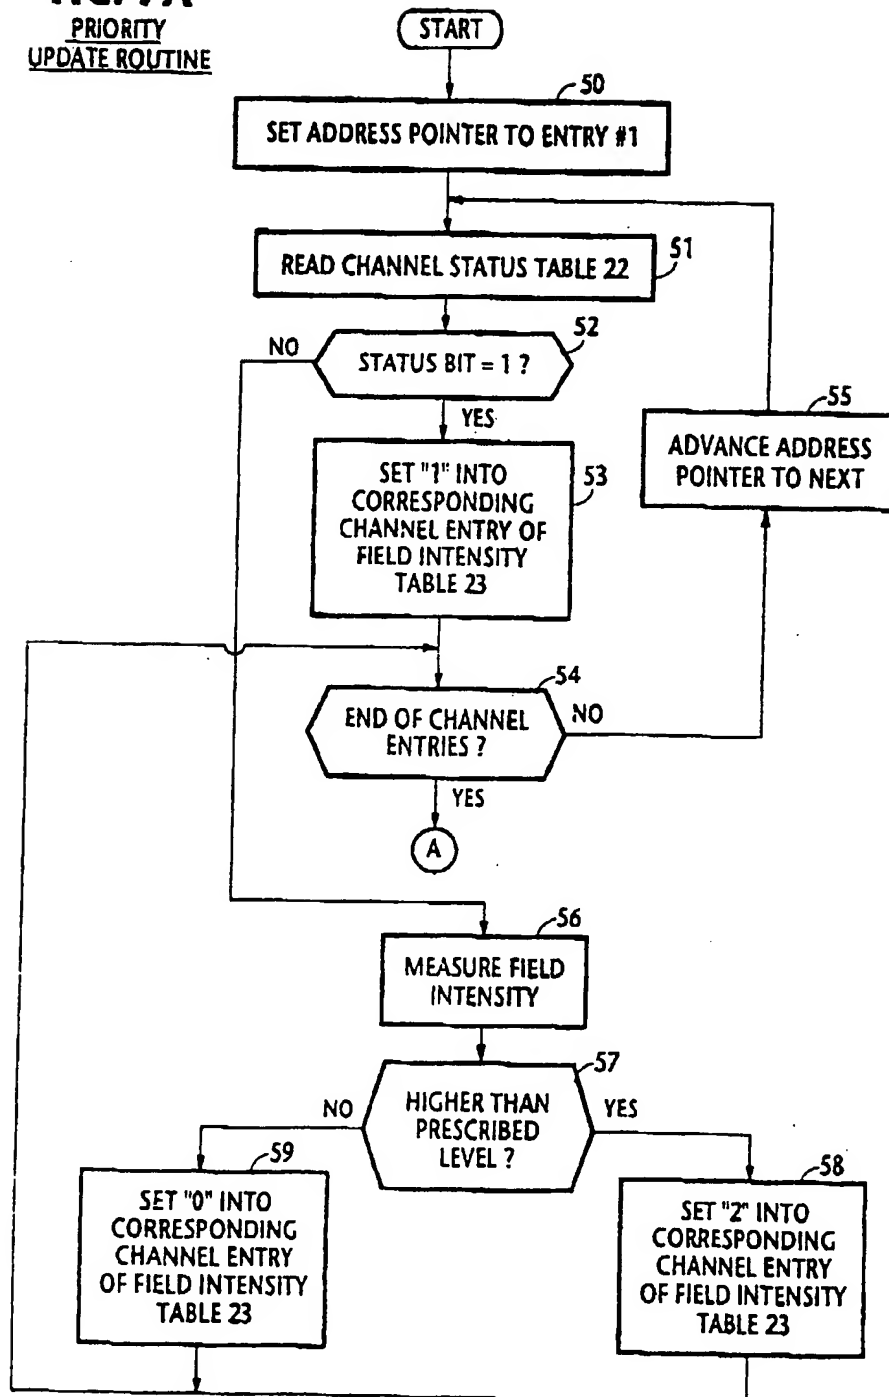 PRIORITY
UPDATE ROUTINE
START
50
SET ADDRESS POINTER TO ENTRY #1
READ CHANNEL STATUS TABLE 22
51
52
NO
STATUS BIT = 1 ?
YES
55
ADVANCE ADDRESS
POINTER TO NEXT
53
SET "1" INTO
CORRESPONDING
CHANNEL ENTRY OF
FIELD INTENSITY
TABLE 23
54
END OF CHANNEL
ENTRIES ?
NO
YES
A
56
MEASURE FIELD
INTENSITY
57
NO
HIGHER THAN
PRESCRIBED
LEVEL ?
YES
59
SET "0" INTO
CORRESPONDING
CHANNEL ENTRY
OF FIELD INTENSITY
TABLE 23
58
SET "2" INTO
CORRESPONDING
CHANNEL ENTRY
OF FIELD INTENSITY
TABLE 23